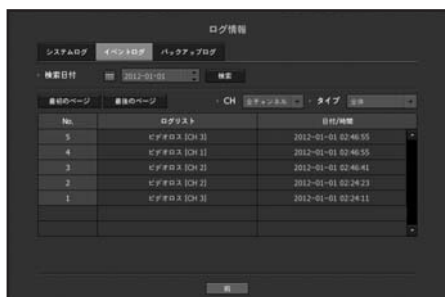 ログ情報
システムログ イベントログ バックアップログ
検索日付 2012-01-01 検索
最初のページ 最後のページ CH 全チャンネル タイプ 全体
No. ログリスト 日付/時間
5 ビデオロス [CH 3] 2012-01-01 02:46:55
4 ビデオロス [CH 1] 2012-01-01 02:46:55
3 ビデオロス [CH 2] 2012-01-01 02:46:41
2 ビデオロス [CH 2] 2012-01-01 02:24:23
1 ビデオロス [CH 3] 2012-01-01 02:24:11
前